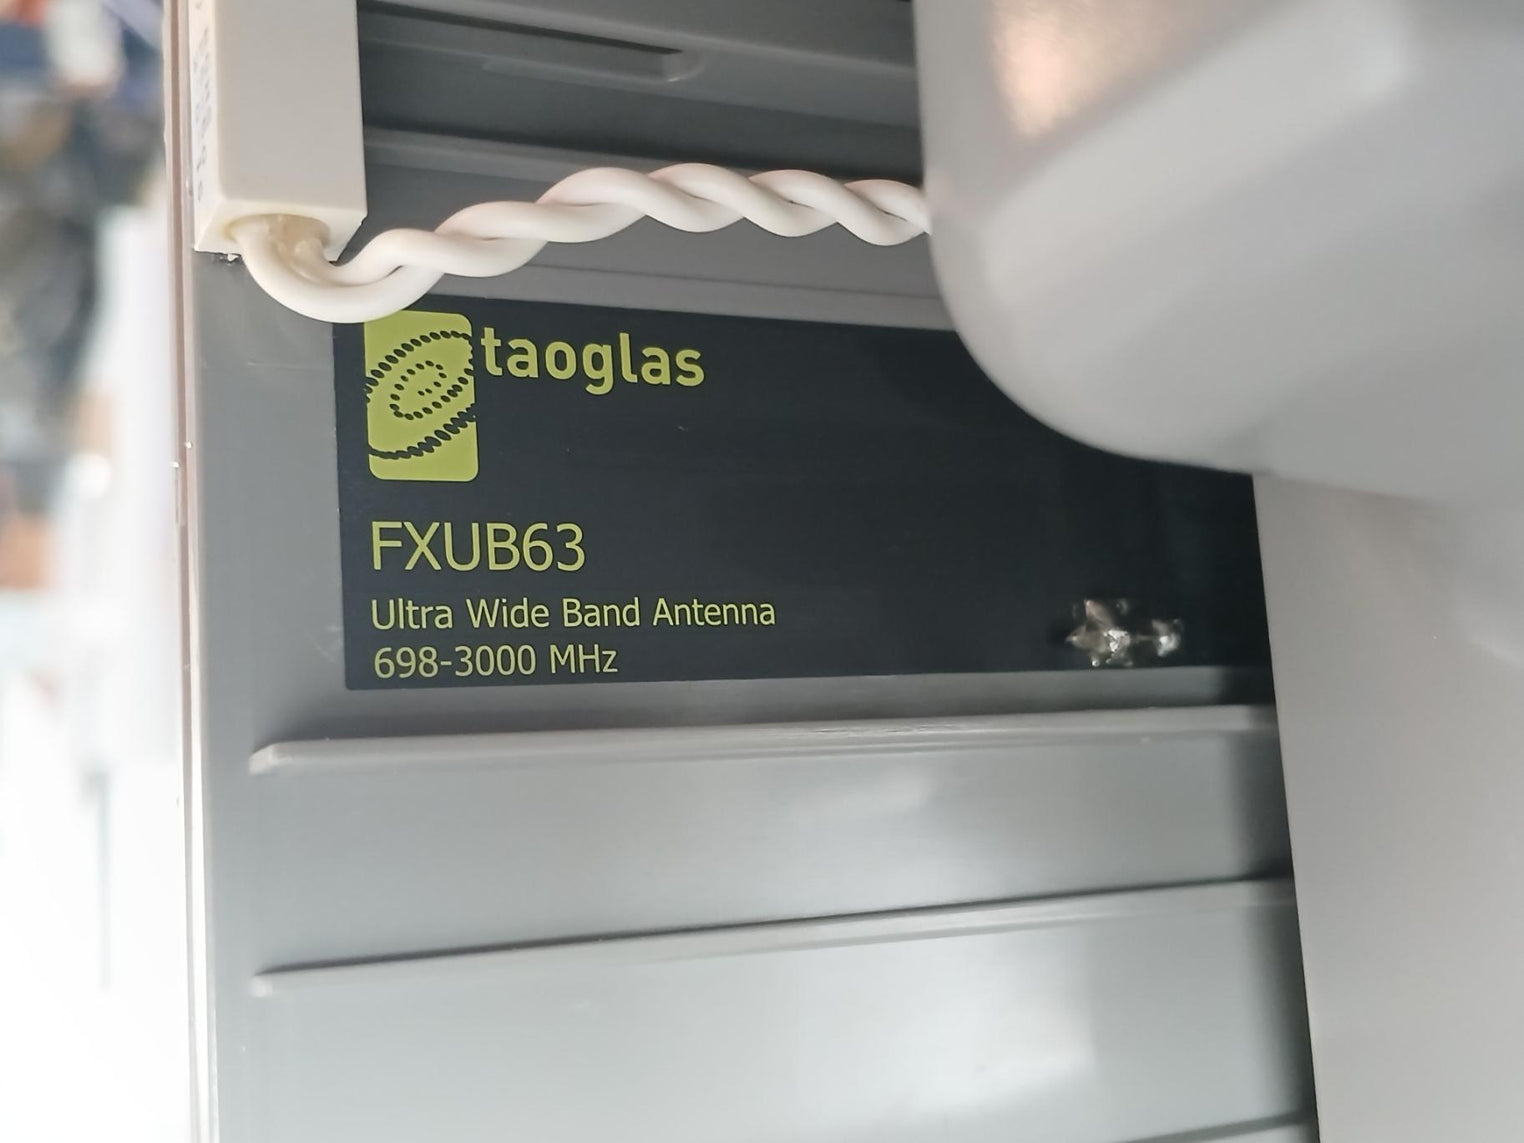 taoglas
FXUB63
Ultra Wide Band Antenna
698-3000 MHz